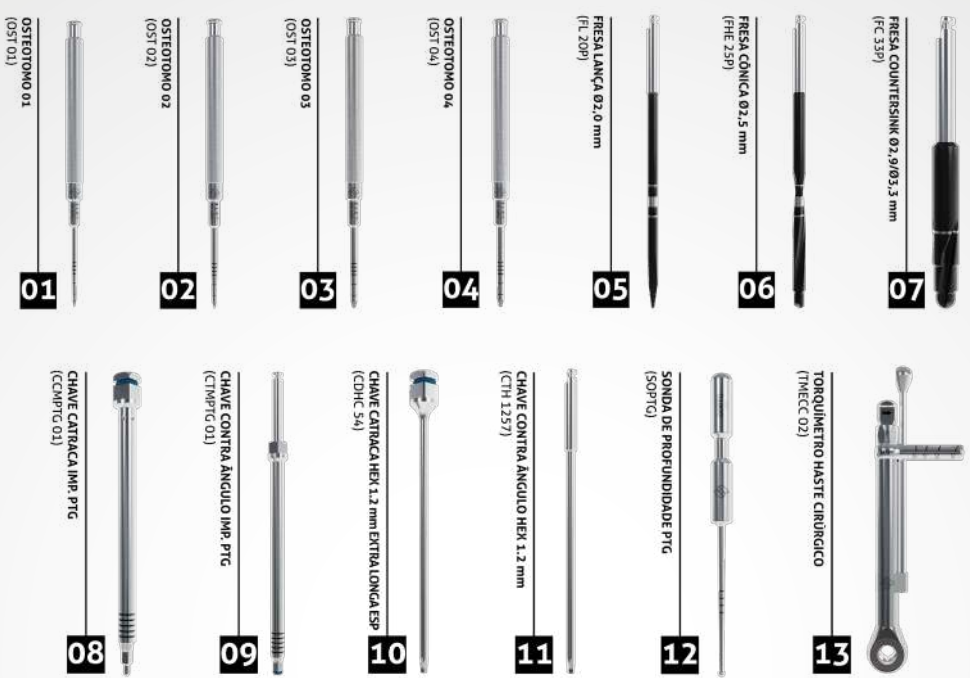 OSTEOTOMO 01
(OST 01)
01
OSTEOTOMO 02
(OST 02)
02
OSTEOTOMO 03
(OST 03)
03
OSTEOTOMO 04
(OST 04)
04
FRESA LANÇA Ø2,0 mm
(FL 20P)
05
FRESA CÔNICA Ø2,5 mm
(FHE 25P)
06
FRESA COUNTERSINK Ø2,9/Ø3,3 mm
(FC 33P)
07
CHAVE CATRACA IMP. PTG
(CCMPTG 01)
08
CHAVE CONTRA ÂNGULO IMP. PTG
(CTMPTG 01)
09
CHAVE CATRACA HEX 1.2 mm EXTRA LONGA ESP
(CDHC 54)
10
CHAVE CONTRA ÂNGULO HEX 1.2 mm
(CTH 1257)
11
SONDA DE PROFUNDIDADE PTG
(SOPTG)
12
TORQUÍMETRO HASTE CIRÚRGICO
(TMECC 02)
13